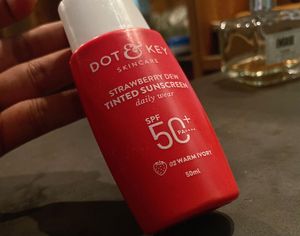 DOT & KEY
SKINCARE
STRAWBERRY DEW
TINTED SUNSCREEN
daily wear
SPF
50+
PA++++
02 WARM IVORY
50ml